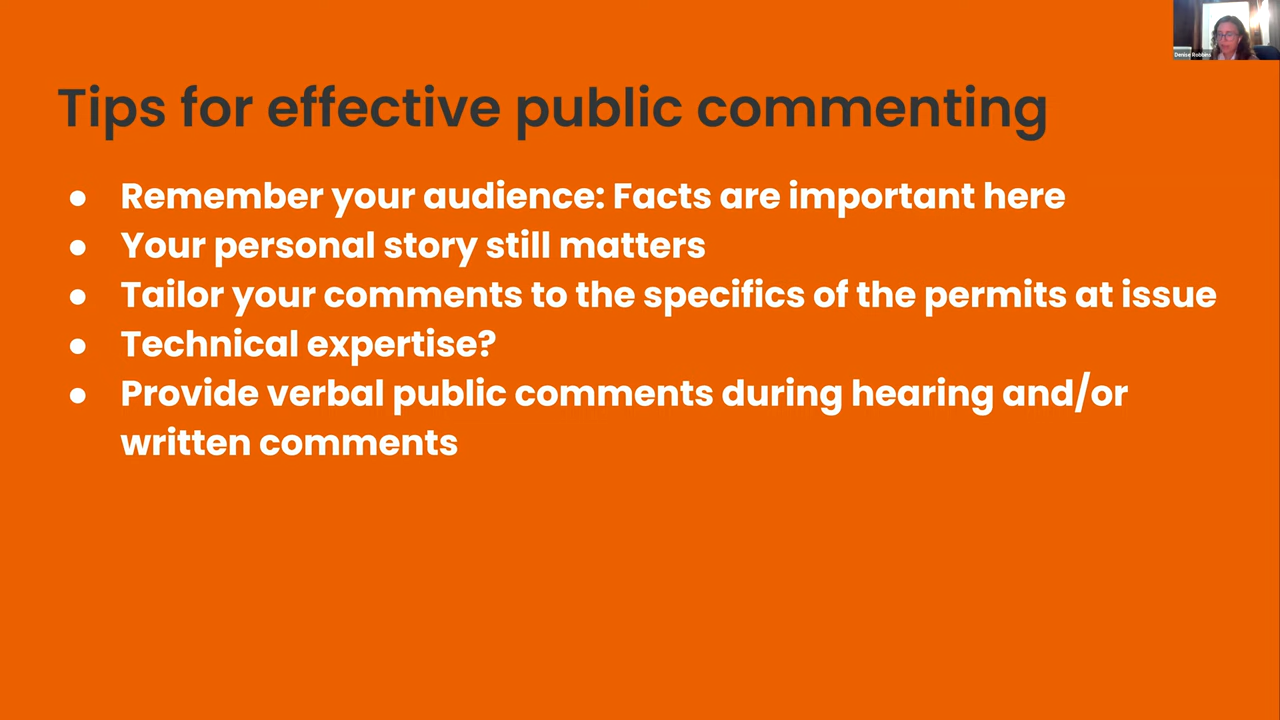 Denise Robbins
Tips for effective public commenting
● Remember your audience: Facts are important here
● Your personal story still matters
● Tailor your comments to the specifics of the permits at issue
● Technical expertise?
● Provide verbal public comments during hearing and/or
written comments